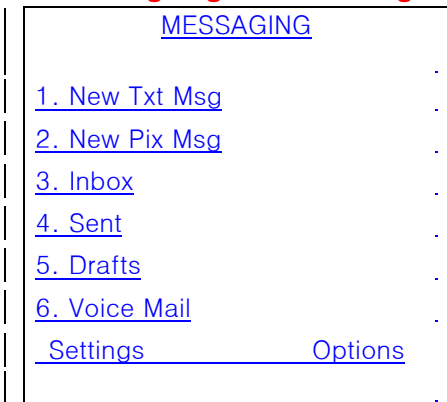 MESSAGING
1. New Txt Msg
2. New Pix Msg
3. Inbox
4. Sent
5. Drafts
6. Voice Mail
Settings Options